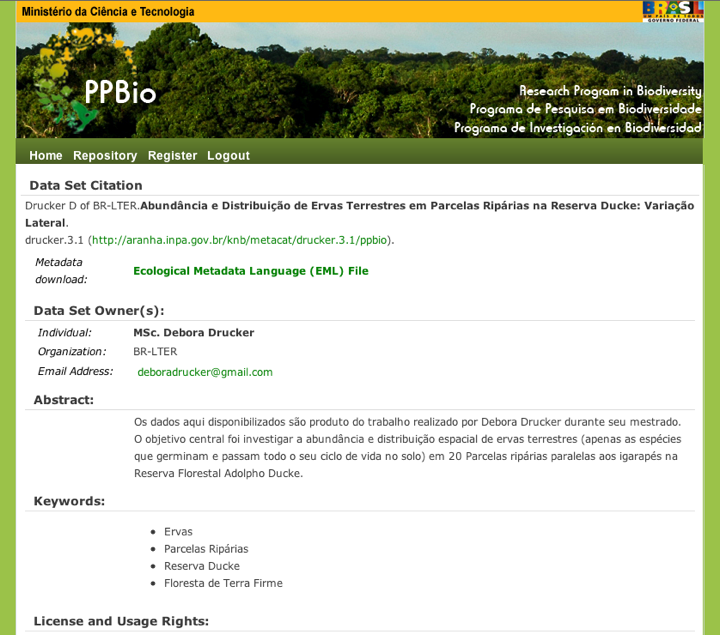 Ministério da Ciência e Tecnologia
BRASIL
UM PAÍS DE TODOS
GOVERNO FEDERAL
PPBio
Research Program in Biodiversity
Programa de Pesquisa em Biodiversidade
Programa de Investigación en Biodiversidad
Home Repository Register Logout
Data Set Citation
Drucker D of BR-LTER.Abundância e Distribuição de Ervas Terrestres em Parcelas Ripárias na Reserva Ducke: Variação
Lateral.
drucker.3.1 (http://aranha.inpa.gov.br/knb/metacat/drucker.3.1/ppbio).
Metadata
download:
Ecological Metadata Language (EML) File
Data Set Owner(s):
Individual: MSc. Debora Drucker
Organization: BR-LTER
Email Address: deboradrucker@gmail.com
Abstract:
Os dados aqui disponibilizados são produto do trabalho realizado por Debora Drucker durante seu mestrado.
O objetivo central foi investigar a abundância e distribuição espacial de ervas terrestres (apenas as espécies
que germinam e passam todo o seu ciclo de vida no solo) em 20 Parcelas ripárias paralelas aos igarapés na
Reserva Florestal Adolpho Ducke.
Keywords:
• Ervas
• Parcelas Ripárias
• Reserva Ducke
• Floresta de Terra Firme
License and Usage Rights: